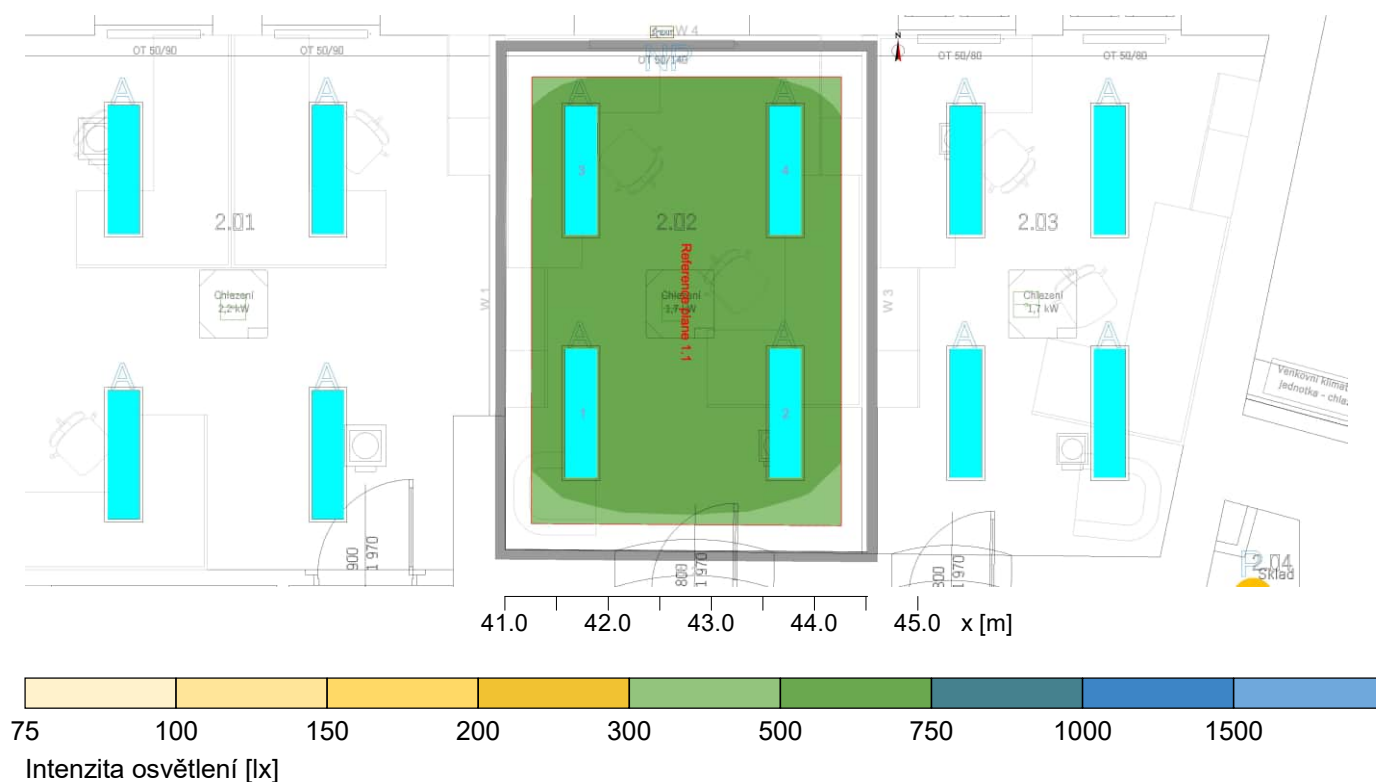 W 4
N
OT 50/90
OT 50/90
OT 50/140
OT 50/80
OT 50/80
NP
A
A
A
A
A
A
3
4
2.01
2.02
2.03
Reference plane 1.1
W 1
W 3
Chlazení
2,2 kW
Chlazení
1,7 kW
Chlazení
1,7 kW
A
A
A
A
A
A
1
2
Venkovní klimat
jednotka - chlaz
900
1 970
800
1 970
800
1 970
P
2.04
Sklad
41.0 42.0 43.0 44.0 45.0 x [m]
75 100 150 200 300 500 750 1000 1500
Intenzita osvětlení [lx]